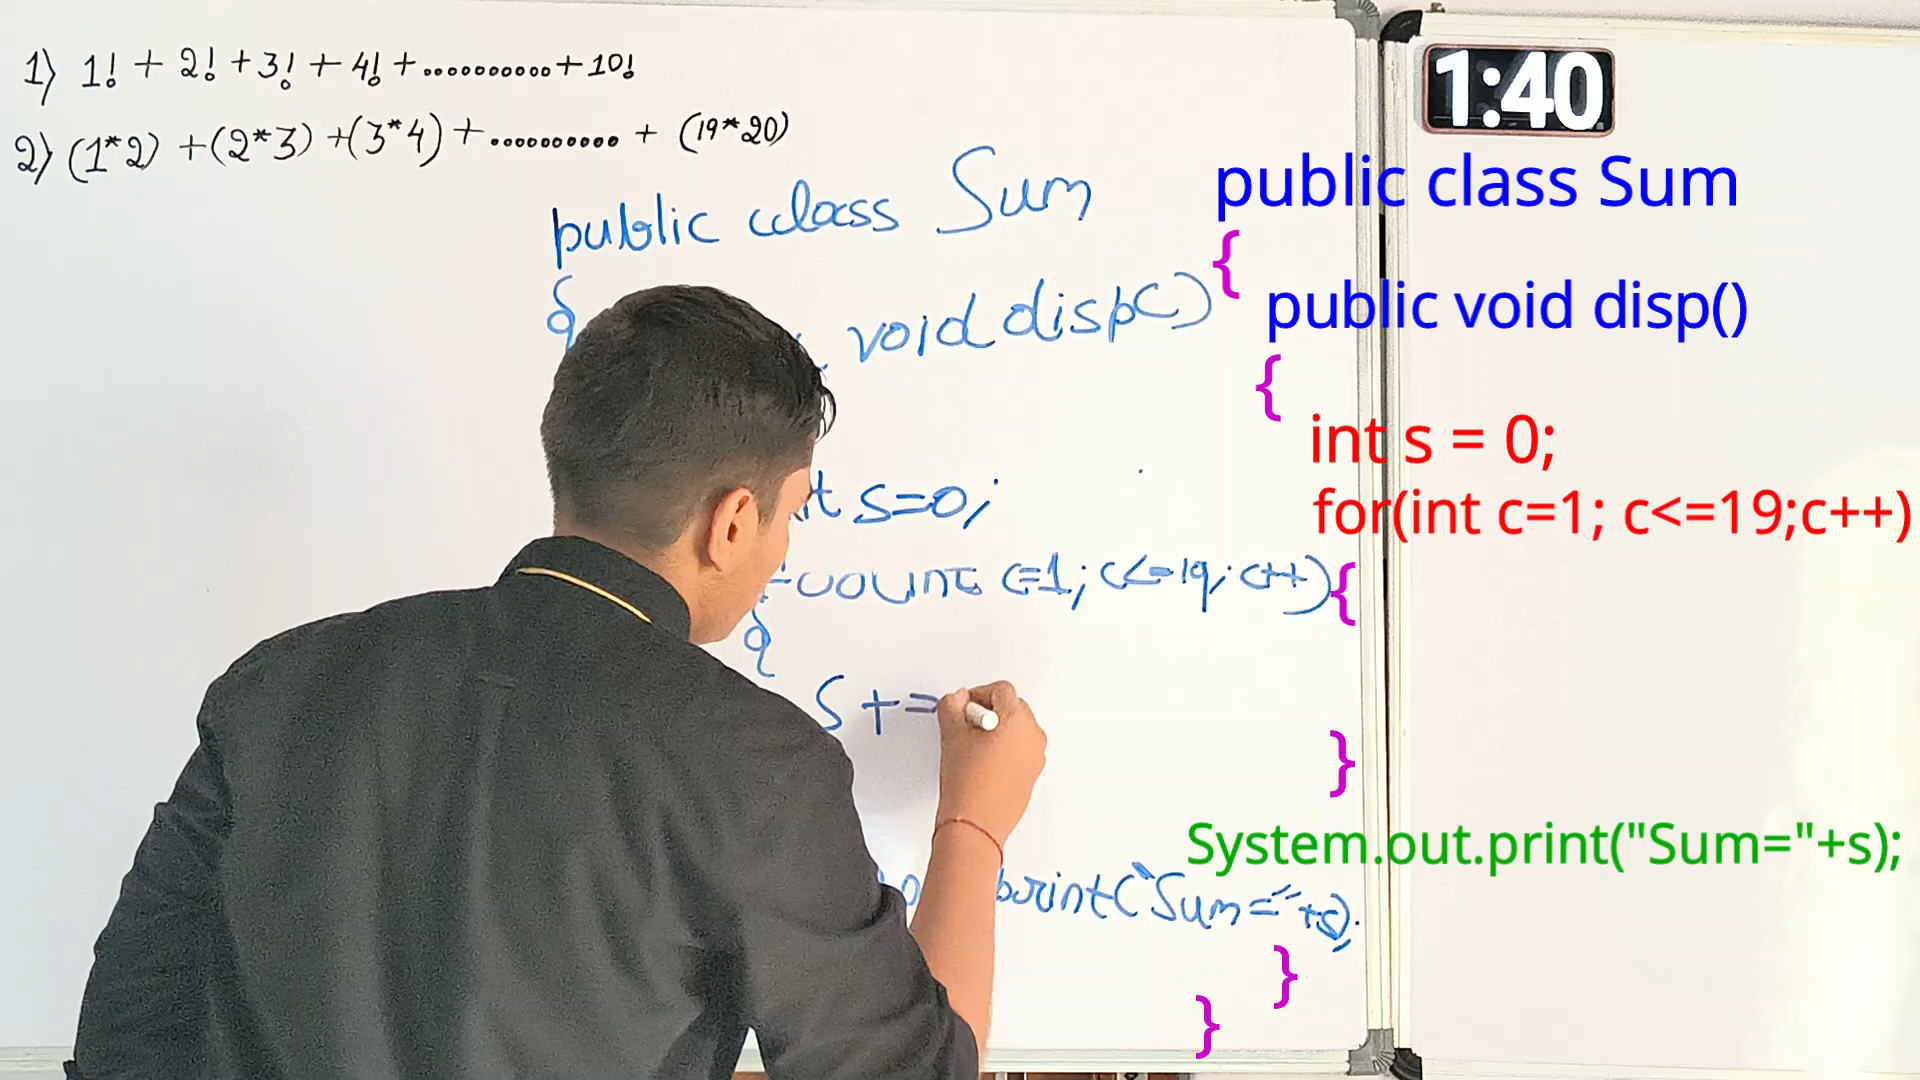 1) 1! + 2! + 3! + 4! + .......... + 10!
2) (1*2) + (2*3) + (3*4) + .......... + (19*20)
1:40
public class Sum
{
void disp()
s=0;
c=1; c<=19; c++)
{
s +=
print("Sum="+s);
public class Sum
{
public void disp()
{
int s = 0;
for(int c=1; c<=19;c++)
{
}
System.out.print("Sum="+s);
}
}